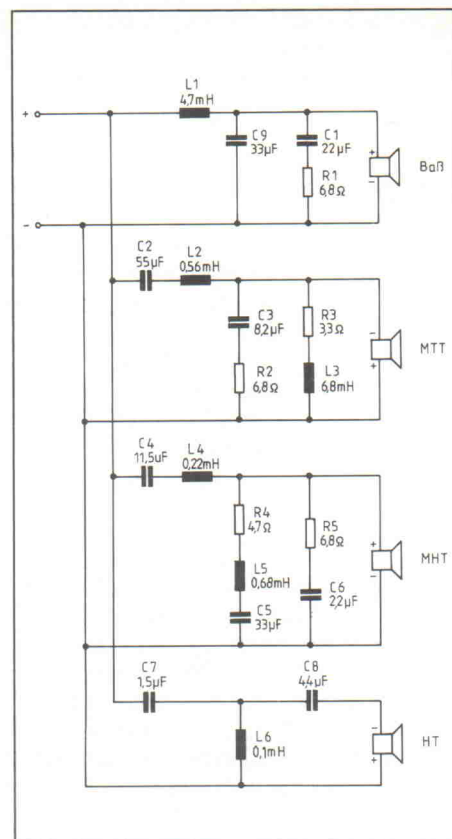 L1
4,7mH
+
C9
33µF
C1
22µF
R1
6,8Ω
+
-
Baß
-
C2
55µF
L2
0,56mH
C3
8,2µF
R3
3,3Ω
-
+
MTT
R2
6,8Ω
L3
6,8mH
C4
11,5uF
L4
0,22mH
R4
4,7Ω
R5
6,8Ω
+
-
MHT
L5
0,68mH
C6
2,2µF
C5
33µF
C7
1,5µF
C8
4,4µF
L6
0,1mH
-
+
HT